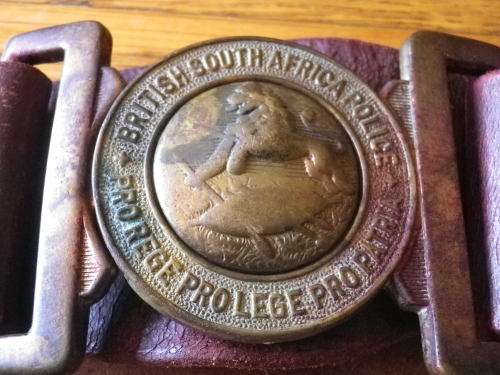 BRITISH SOUTH AFRICA POLICE
PRO REGE PRO LEGE PRO PATRIA